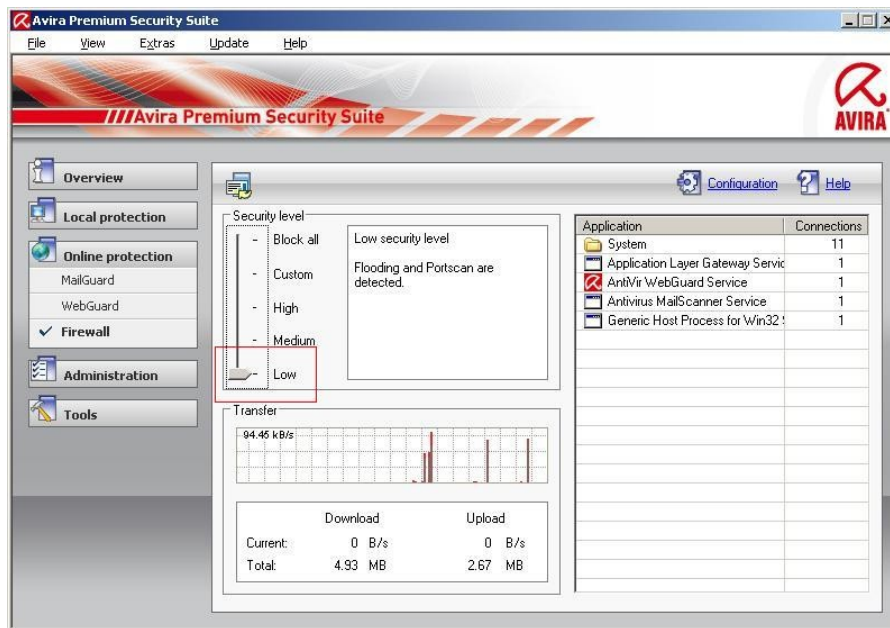 Avira Premium Security Suite
File View Extras Update Help
////Avira Premium Security Suite
AVIRA
Overview
Local protection
Online protection
MailGuard
WebGuard
Firewall
Administration
Tools
Configuration Help
Security level
Block all
Custom
High
Medium
Low
Low security level
Flooding and Portscan are
detected.
Transfer
94.45 kB/s
Download Upload
Current: 0 B/s 0 B/s
Total: 4.93 MB 2.67 MB
Application Connections
System 11
Application Layer Gateway Servic 1
AntiVir WebGuard Service 1
Antivirus MailScanner Service 1
Generic Host Process for Win32 1